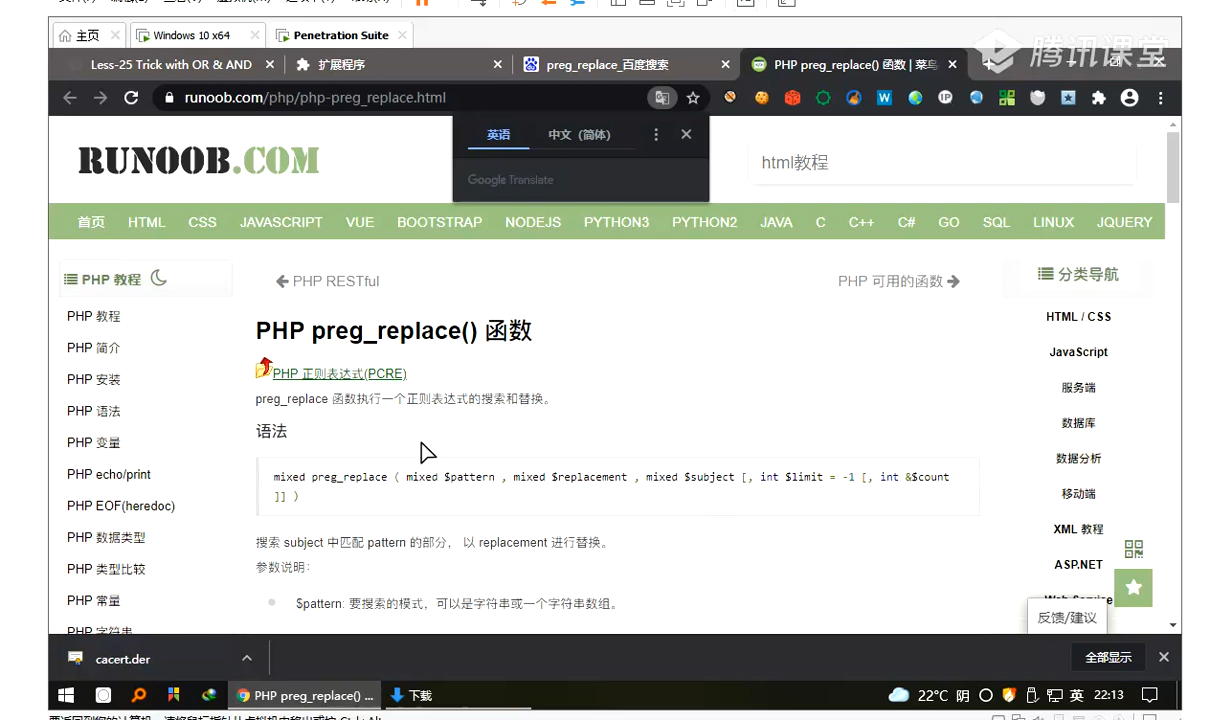 主页
Windows 10 x64
Penetration Suite
腾讯课堂
Less-25 Trick with OR & AND
扩展程序
preg_replace_百度搜索
PHP preg_replace() 函数 | 菜鸟
runoob.com/php/php-preg_replace.html
英语
中文 (简体)
Google Translate
RUNOOB.COM
html教程
首页 HTML CSS JAVASCRIPT VUE BOOTSTRAP NODEJS PYTHON3 PYTHON2 JAVA C C++ C# GO SQL LINUX JQUERY
PHP 教程
PHP RESTful
PHP 可用的函数
分类导航
PHP 教程
PHP 简介
PHP 安装
PHP 语法
PHP 变量
PHP echo/print
PHP EOF(heredoc)
PHP 数据类型
PHP 类型比较
PHP 常量
PHP 字符串
PHP preg_replace() 函数
PHP 正则表达式(PCRE)
preg_replace 函数执行一个正则表达式的搜索和替换。
语法
mixed preg_replace ( mixed $pattern , mixed $replacement , mixed $subject [, int $limit = -1 [, int &$count
]] )
搜索 subject 中匹配 pattern 的部分， 以 replacement 进行替换。
参数说明:
$pattern: 要搜索的模式，可以是字符串或一个字符串数组。
HTML / CSS
JavaScript
服务端
数据库
数据分析
移动端
XML 教程
ASP.NET
Web Service
反馈/建议
cacert.der
全部显示
PHP preg_replace() ...
下载
22°C 阴
英
22:13